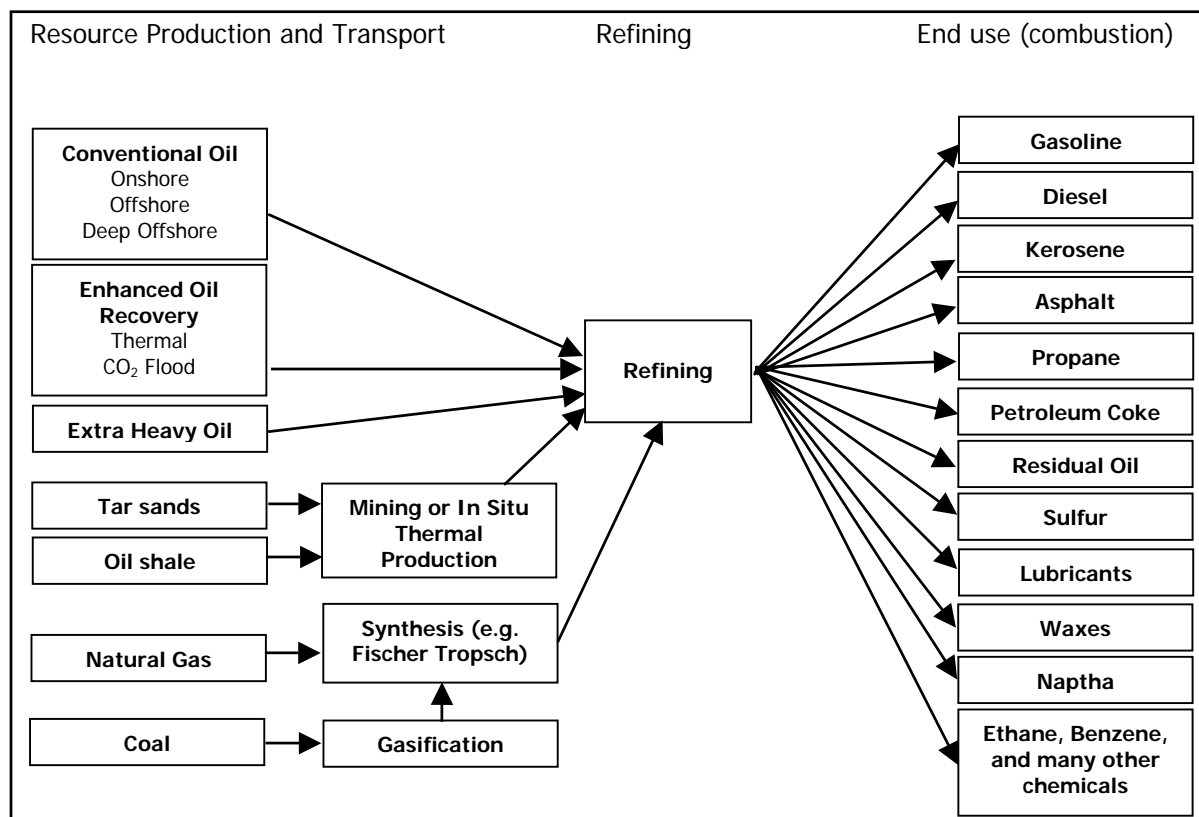 Resource Production and Transport
Refining
End use (combustion)
Conventional Oil
Onshore
Offshore
Deep Offshore
Enhanced Oil
Recovery
Thermal
CO₂ Flood
Extra Heavy Oil
Tar sands
Oil shale
Mining or In Situ
Thermal
Production
Natural Gas
Synthesis (e.g.
Fischer Tropsch)
Coal
Gasification
Refining
Gasoline
Diesel
Kerosene
Asphalt
Propane
Petroleum Coke
Residual Oil
Sulfur
Lubricants
Waxes
Naptha
Ethane, Benzene,
and many other
chemicals